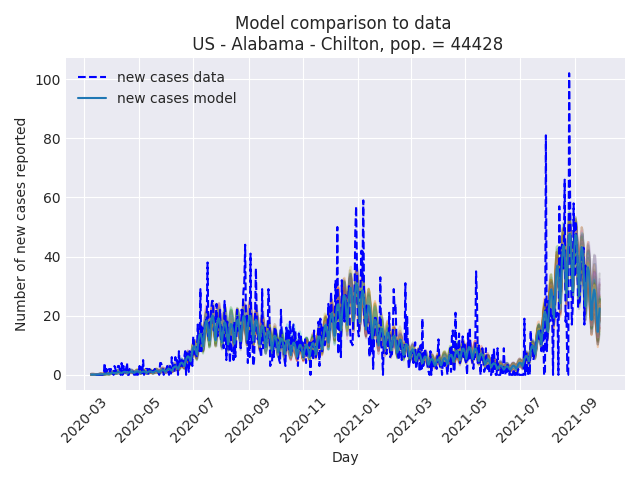 Model comparison to data
US - Alabama - Chilton, pop. = 44428
new cases data
new cases model
Number of new cases reported
100
80
60
40
20
0
2020-03
2020-05
2020-07
2020-09
2020-11
2021-01
2021-03
2021-05
2021-07
2021-09
Day